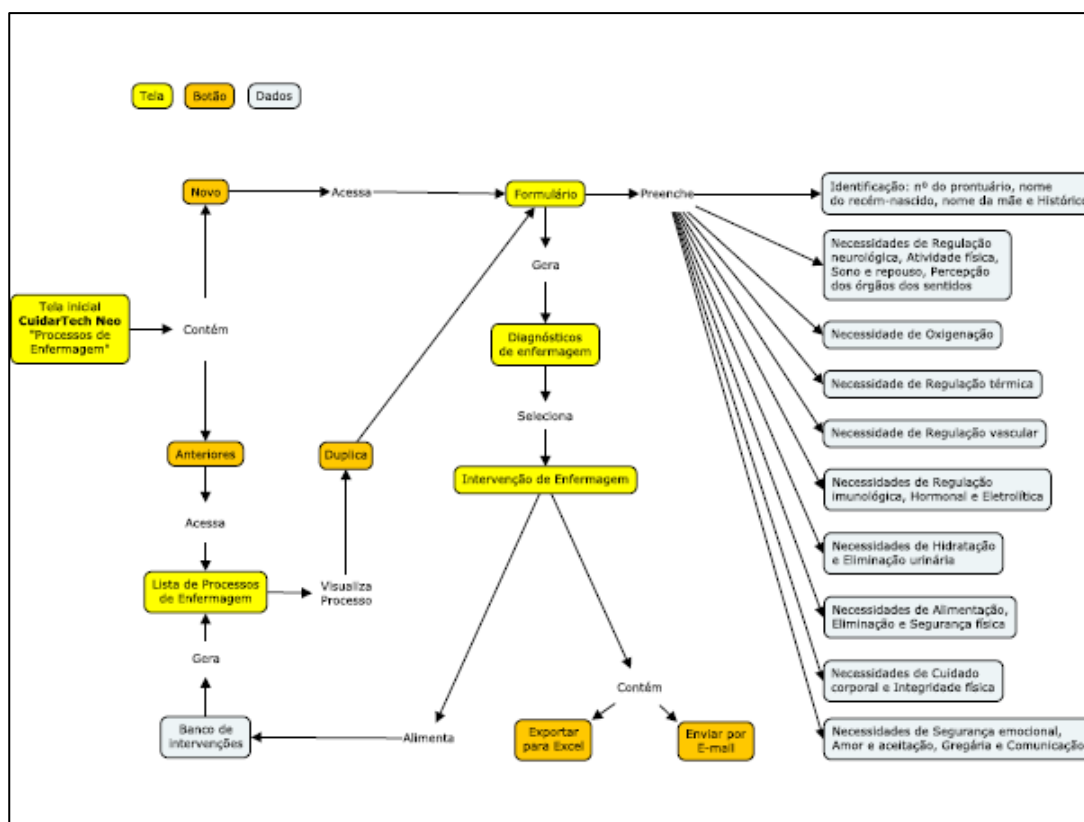 Tela
Botão
Dados
Novo
Acessa
Formulário
Preenche
Identificação: nº do prontuário, nome
do recém-nascido, nome da mãe e Histórico
Necessidades de Regulação
neurológica, Atividade física,
Sono e repouso, Percepção
dos órgãos dos sentidos
Gera
Tela inicial
CuidarTech Neo
"Processos de
Enfermagem"
Contém
Diagnósticos
de enfermagem
Necessidade de Oxigenação
Necessidade de Regulação térmica
Seleciona
Necessidade de Regulação vascular
Anteriores
Duplica
Intervenção de Enfermagem
Necessidades de Regulação
imunológica, Hormonal e Eletrolítica
Acessa
Necessidades de Hidratação
e Eliminação urinária
Lista de Processos
de Enfermagem
Visualiza
Processo
Necessidades de Alimentação,
Eliminação e Segurança física
Gera
Contém
Necessidades de Cuidado
corporal e Integridade física
Banco de
intervenções
Alimenta
Exportar
para Excel
Enviar por
E-mail
Necessidades de Segurança emocional,
Amor e aceitação, Gregária e Comunicação